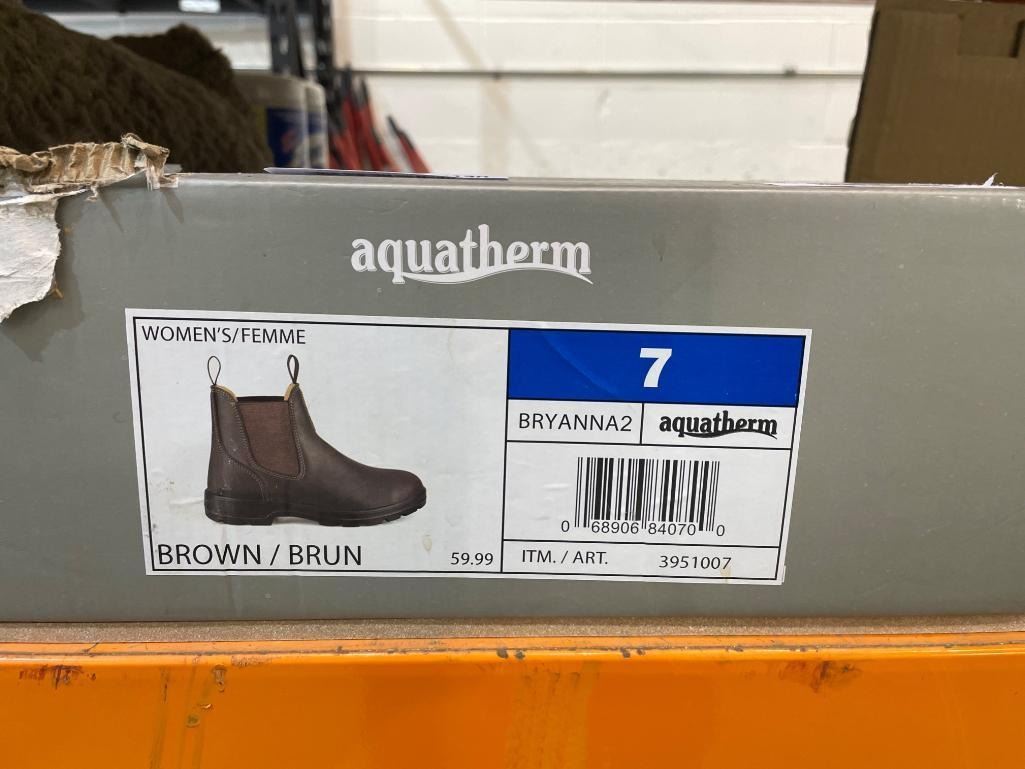 aquatherm
WOMEN'S/FEMME
7
BRYANNA2
aquatherm
0 68906 84070 0
BROWN / BRUN
59.99
ITM. / ART.
3951007